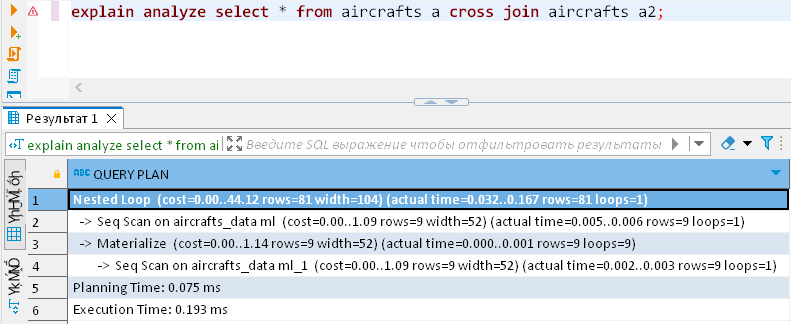 explain analyze select * from aircrafts a cross join aircrafts a2;
Результат 1
explain analyze select * from ai
Введите SQL выражение чтобы отфильтровать результаты
ABC QUERY PLAN
1 Nested Loop (cost=0.00..44.12 rows=81 width=104) (actual time=0.032..0.167 rows=81 loops=1)
2 -> Seq Scan on aircrafts_data ml (cost=0.00..1.09 rows=9 width=52) (actual time=0.005..0.006 rows=9 loops=1)
3 -> Materialize (cost=0.00..1.14 rows=9 width=52) (actual time=0.000..0.001 rows=9 loops=9)
4 -> Seq Scan on aircrafts_data ml_1 (cost=0.00..1.09 rows=9 width=52) (actual time=0.002..0.003 rows=9 loops=1)
5 Planning Time: 0.075 ms
6 Execution Time: 0.193 ms